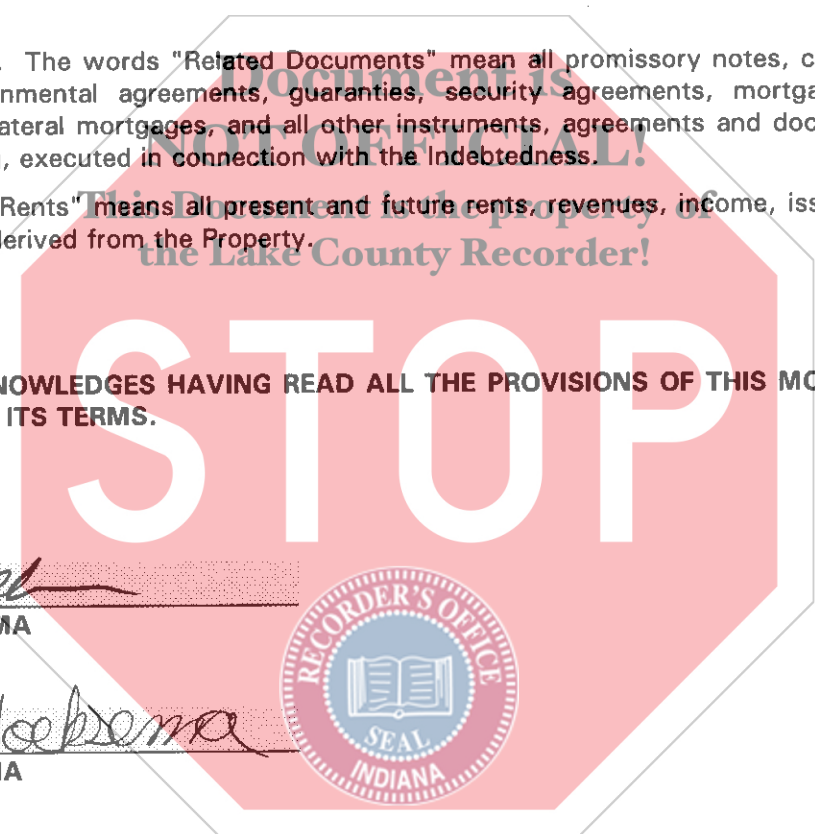 . The words "Related Documents" mean all promissory notes, c
nmental agreements, guaranties, security agreements, mortga
ateral mortgages, and all other instruments, agreements and doc
, executed in connection with the Indebtedness.
Rents" means all present and future rents, revenues, income, iss
derived from the Property.
Document is
NOT OFFICIAL!
This Document is the property of
the Lake County Recorder!
NOWLEDGES HAVING READ ALL THE PROVISIONS OF THIS MO
ITS TERMS.
STOP
MA
oeksema
MA
RECORDER'S OFFICE
SEAL
INDIANA